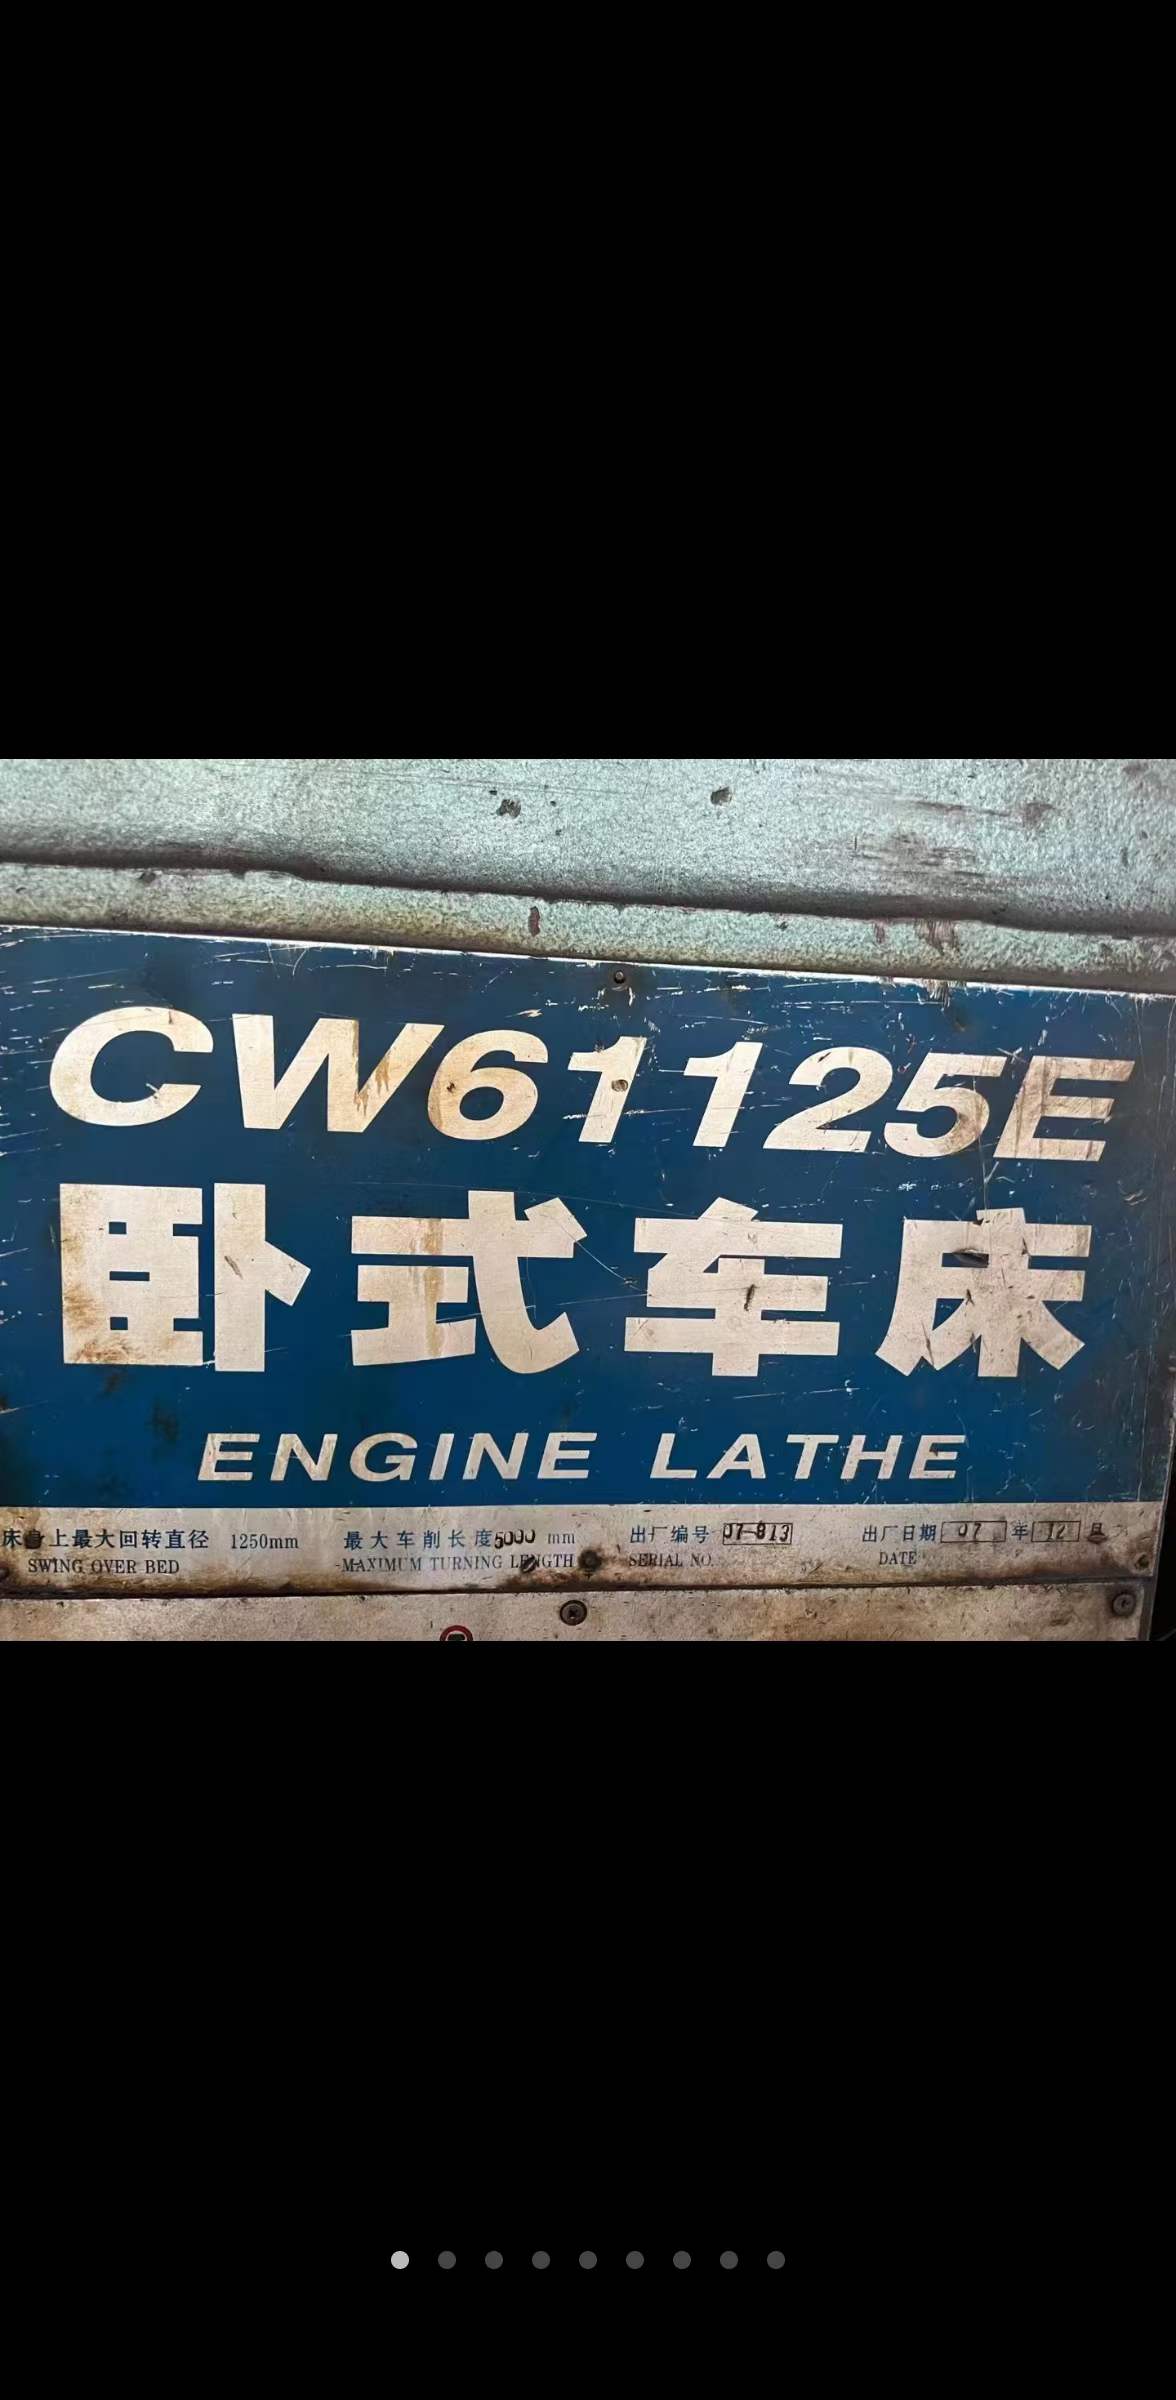 CW61125E
卧式车床
ENGINE LATHE
床身上最大回转直径 1250mm 最大车削长度5000 mm 出厂编号 07-813 出厂日期 07 年 12 月
SWING OVER BED MAXIMUM TURNING LENGTH SERIAL NO. DATE